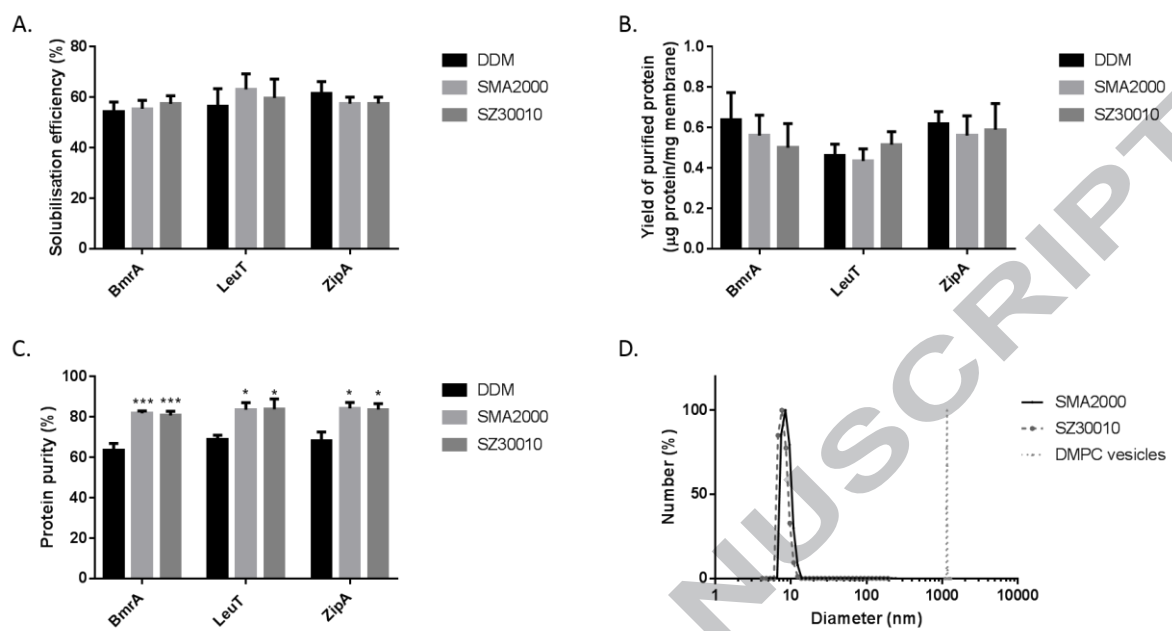 A.
Solubilisation efficiency (%)
80
60
40
20
0
BmrA
LeuT
ZipA
DDM
SMA2000
SZ30010
B.
Yield of purified protein
(µg protein/mg membrane)
1.0
0.8
0.6
0.4
0.2
0.0
BmrA
LeuT
ZipA
DDM
SMA2000
SZ30010
C.
Protein purity (%)
100
80
60
40
20
0
*** ***
* *
* *
BmrA
LeuT
ZipA
DDM
SMA2000
SZ30010
D.
Number (%)
100
50
0
1 10 100 1000 10000
Diameter (nm)
SMA2000
SZ30010
DMPC vesicles
NUSCRIPT